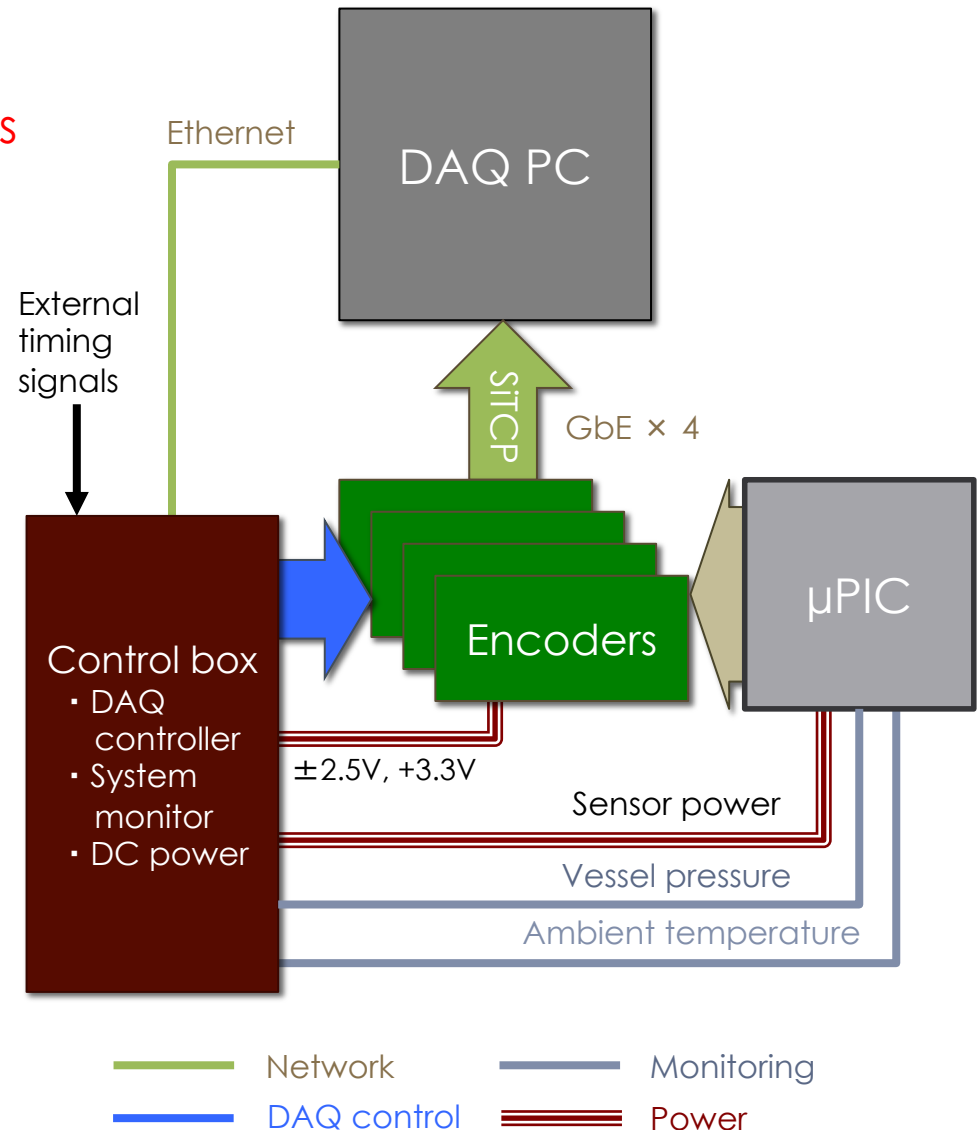 s
Ethernet
DAQ PC
External
timing
signals
SiTCP
GbE × 4
µPIC
Encoders
Control box
・DAQ
controller
・System
monitor
・DC power
±2.5V, +3.3V
Sensor power
Vessel pressure
Ambient temperature
Network
Monitoring
DAQ control
Power